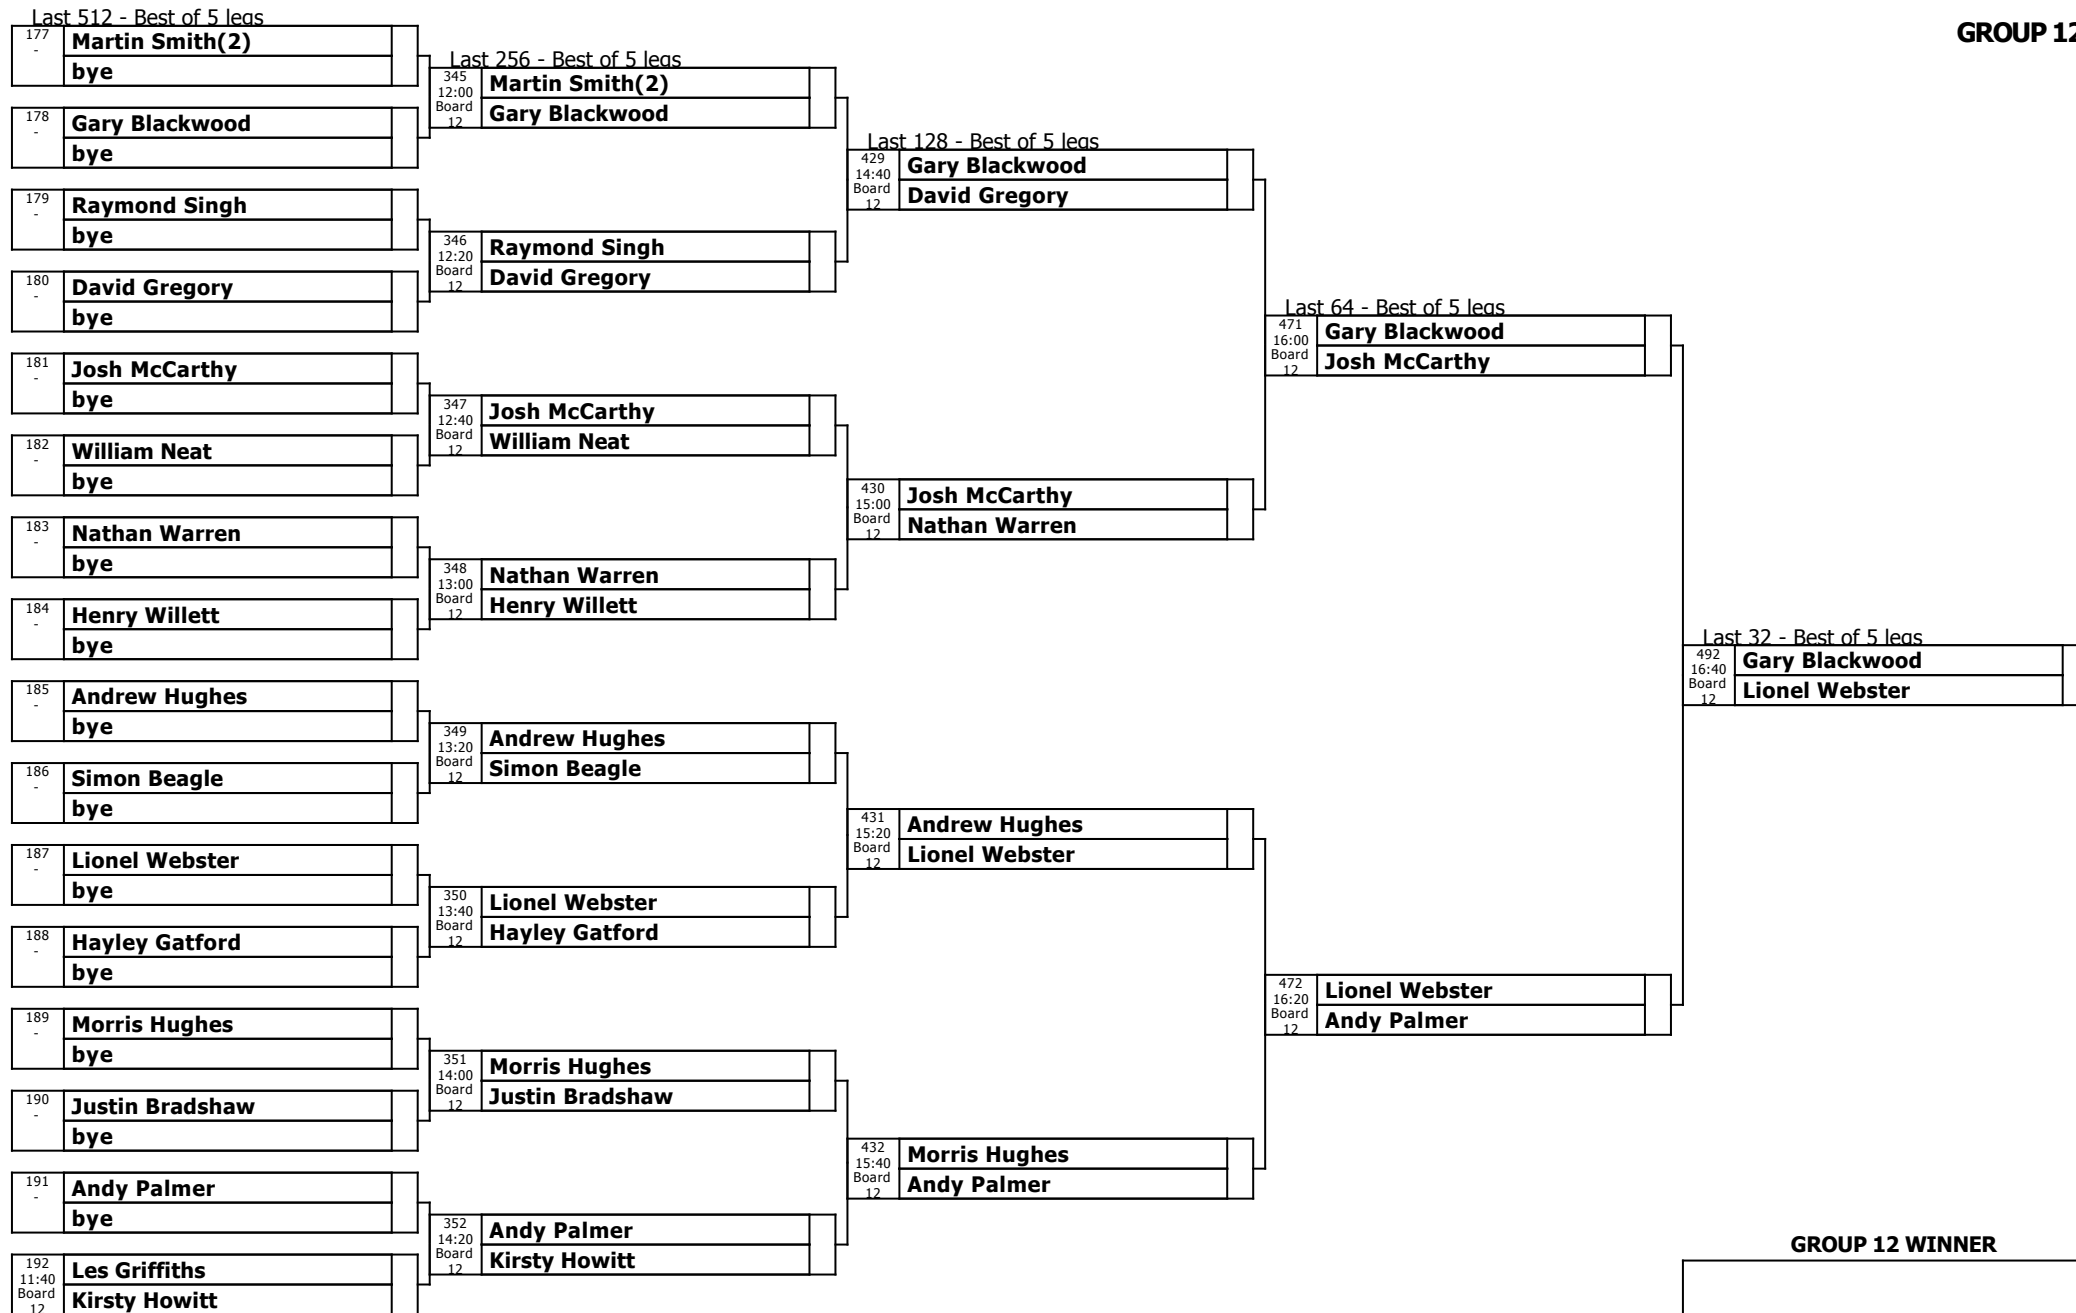 Last 512 - Best of 5 legs
GROUP 12
177
-
Martin Smith(2)
bye
178
-
Gary Blackwood
bye
179
-
Raymond Singh
bye
180
-
David Gregory
bye
181
-
Josh McCarthy
bye
182
-
William Neat
bye
183
-
Nathan Warren
bye
184
-
Henry Willett
bye
185
-
Andrew Hughes
bye
186
-
Simon Beagle
bye
187
-
Lionel Webster
bye
188
-
Hayley Gatford
bye
189
-
Morris Hughes
bye
190
-
Justin Bradshaw
bye
191
-
Andy Palmer
bye
192
11:40
Board
12
Les Griffiths
Kirsty Howitt
Last 256 - Best of 5 legs
345
12:00
Board
12
Martin Smith(2)
Gary Blackwood
346
12:20
Board
12
Raymond Singh
David Gregory
347
12:40
Board
12
Josh McCarthy
William Neat
348
13:00
Board
12
Nathan Warren
Henry Willett
349
13:20
Board
12
Andrew Hughes
Simon Beagle
350
13:40
Board
12
Lionel Webster
Hayley Gatford
351
14:00
Board
12
Morris Hughes
Justin Bradshaw
352
14:20
Board
12
Andy Palmer
Kirsty Howitt
Last 128 - Best of 5 legs
429
14:40
Board
12
Gary Blackwood
David Gregory
430
15:00
Board
12
Josh McCarthy
Nathan Warren
431
15:20
Board
12
Andrew Hughes
Lionel Webster
432
15:40
Board
12
Morris Hughes
Andy Palmer
Last 64 - Best of 5 legs
471
16:00
Board
12
Gary Blackwood
Josh McCarthy
472
16:20
Board
12
Lionel Webster
Andy Palmer
Last 32 - Best of 5 legs
492
16:40
Board
12
Gary Blackwood
Lionel Webster
GROUP 12 WINNER